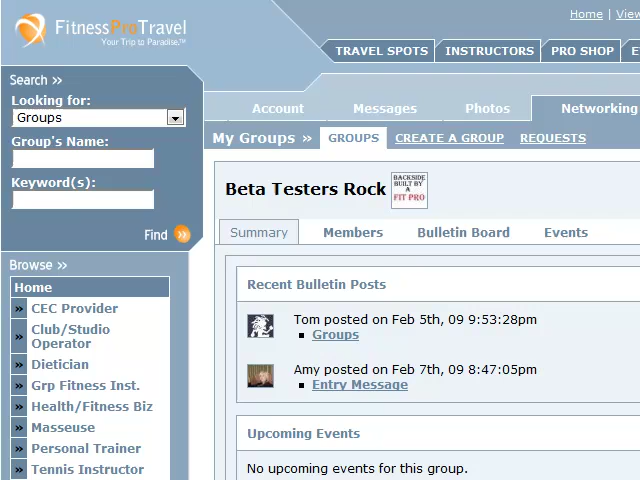 FitnessProTravel
Your Trip to Paradise.™
Home | View
TRAVEL SPOTS
INSTRUCTORS
PRO SHOP
Search »
Looking for:
Groups
Group's Name:
Keyword(s):
Find
Account
Messages
Photos
Networking
My Groups »
GROUPS
CREATE A GROUP
REQUESTS
Beta Testers Rock
BACKSIDE
BUILT BY
A
FIT PRO
Summary
Members
Bulletin Board
Events
Recent Bulletin Posts
Tom posted on Feb 5th, 09 9:53:28pm
Groups
Amy posted on Feb 7th, 09 8:47:05pm
Entry Message
Upcoming Events
No upcoming events for this group.
Browse »
Home
» CEC Provider
» Club/Studio
Operator
» Dietician
» Grp Fitness Inst.
» Health/Fitness Biz
» Masseuse
» Personal Trainer
» Tennis Instructor